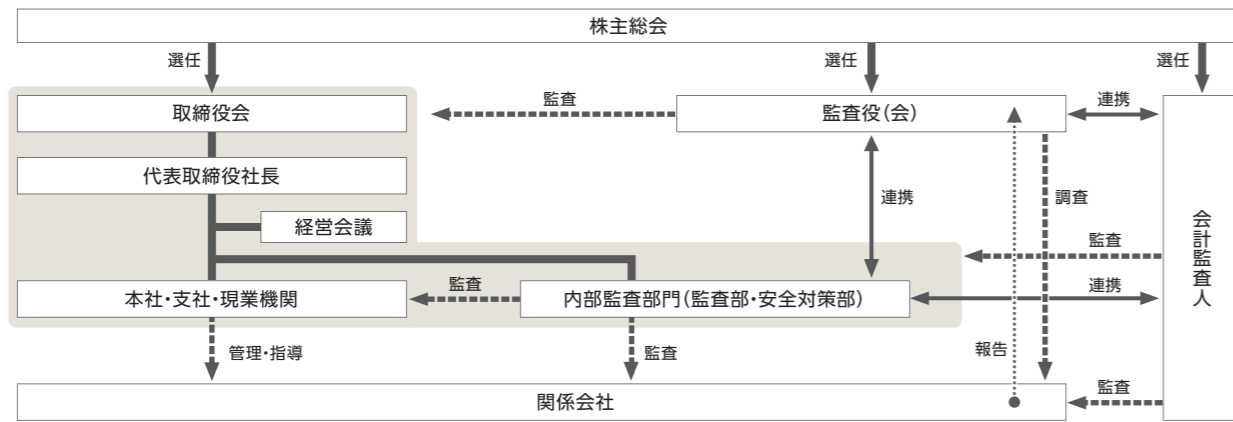 株主総会
選任
選任
選任
取締役会
監査
監査役(会)
連携
代表取締役社長
経営会議
連携
調査
会計監査人
監査
本社・支社・現業機関
監査
内部監査部門(監査部・安全対策部)
連携
管理・指導
監査
報告
関係会社
監査